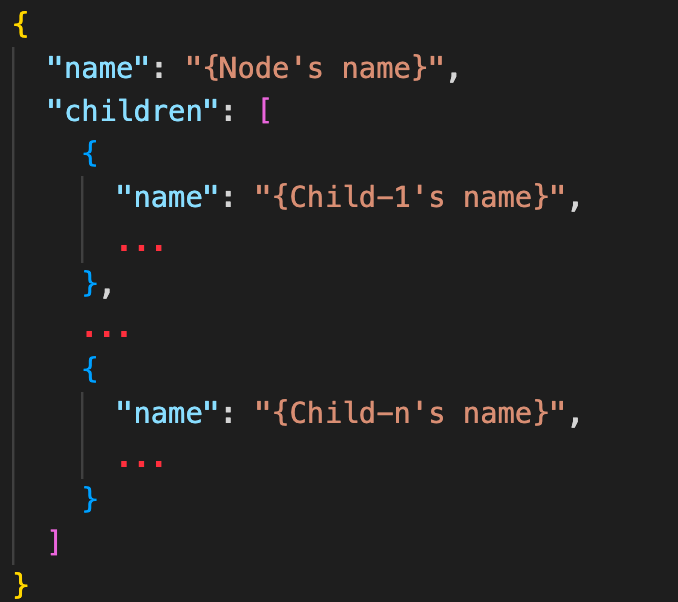 {
"name": "{Node's name}",
"children": [
{
"name": "{Child-1's name}",
...
},
...
{
"name": "{Child-n's name}",
...
}
]
}